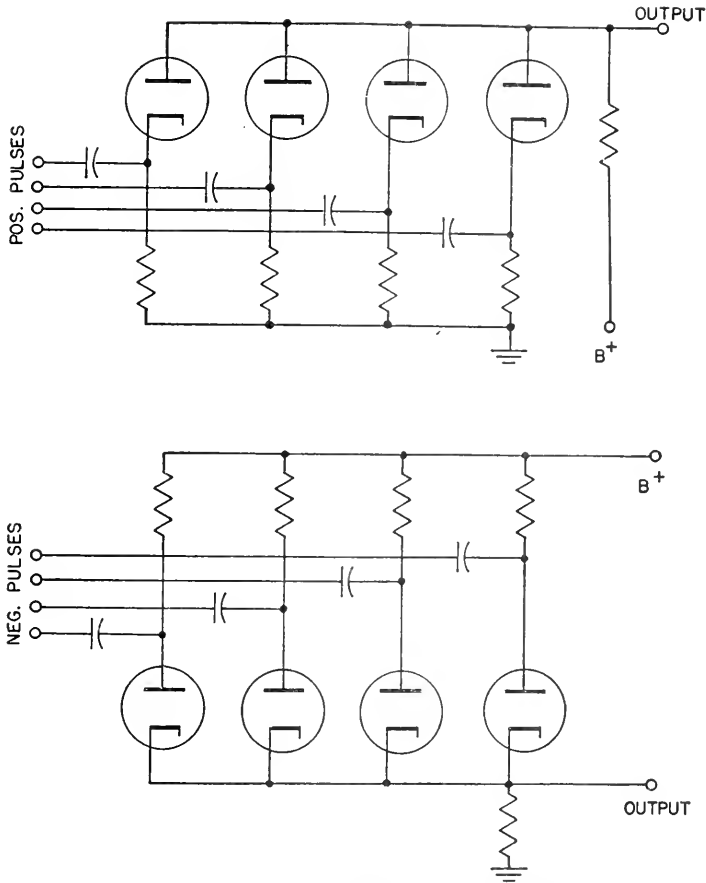 OUTPUT
POS. PULSES
B+
B+
NEG. PULSES
OUTPUT